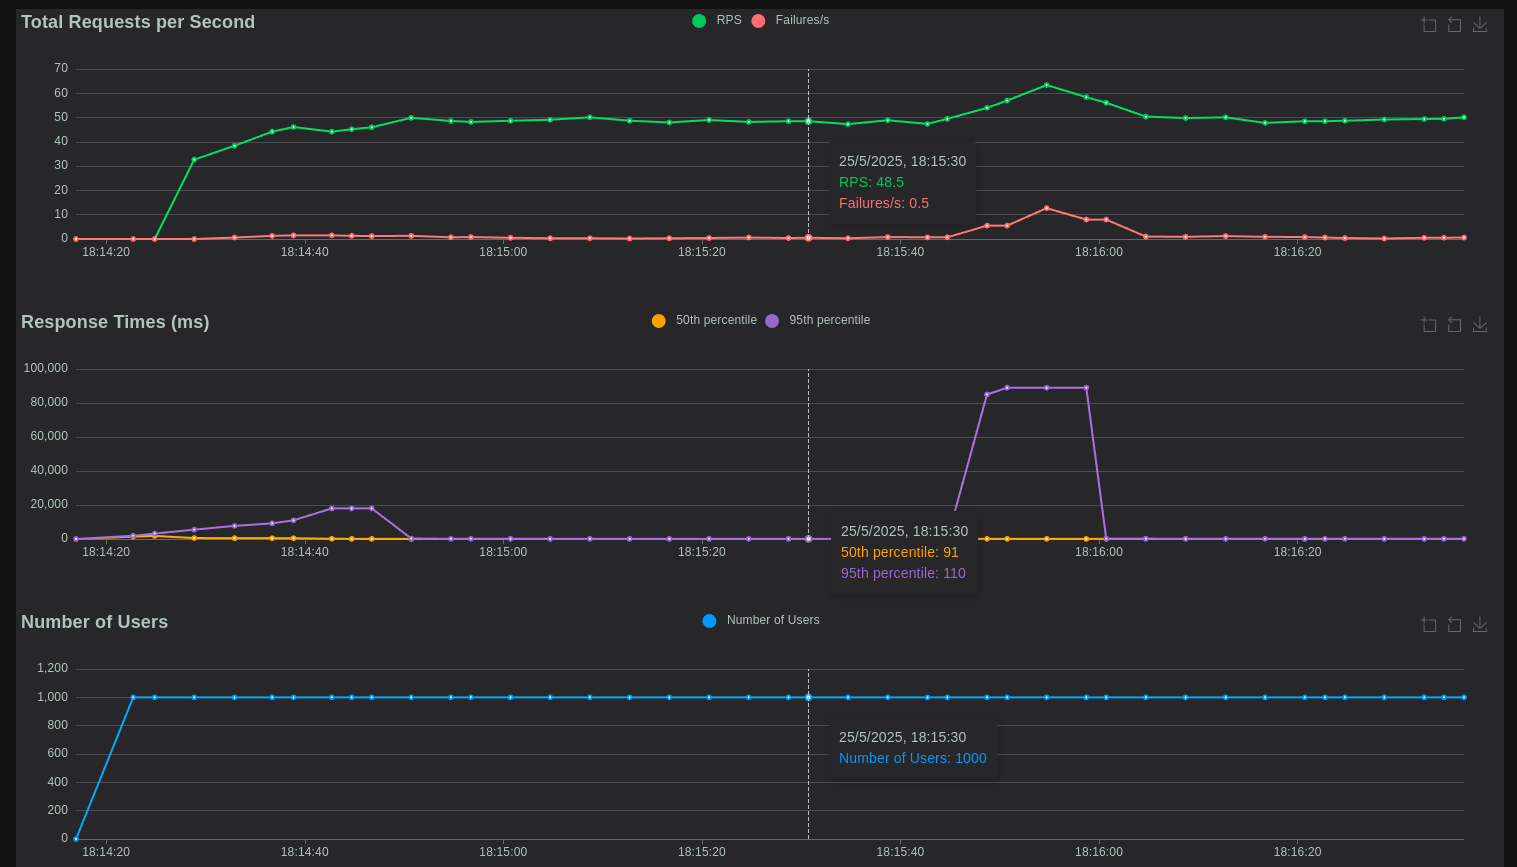 Total Requests per Second
RPS Failures/s
70
60
50
40
30
20
10
0
25/5/2025, 18:15:30
RPS: 48.5
Failures/s: 0.5
18:14:20 18:14:40 18:15:00 18:15:20 18:15:40 18:16:00 18:16:20
Response Times (ms)
50th percentile 95th percentile
100,000
80,000
60,000
40,000
20,000
0
25/5/2025, 18:15:30
50th percentile: 91
95th percentile: 110
18:14:20 18:14:40 18:15:00 18:15:20 18:16:00 18:16:20
Number of Users
Number of Users
1,200
1,000
800
600
400
200
0
25/5/2025, 18:15:30
Number of Users: 1000
18:14:20 18:14:40 18:15:00 18:15:20 18:15:40 18:16:00 18:16:20